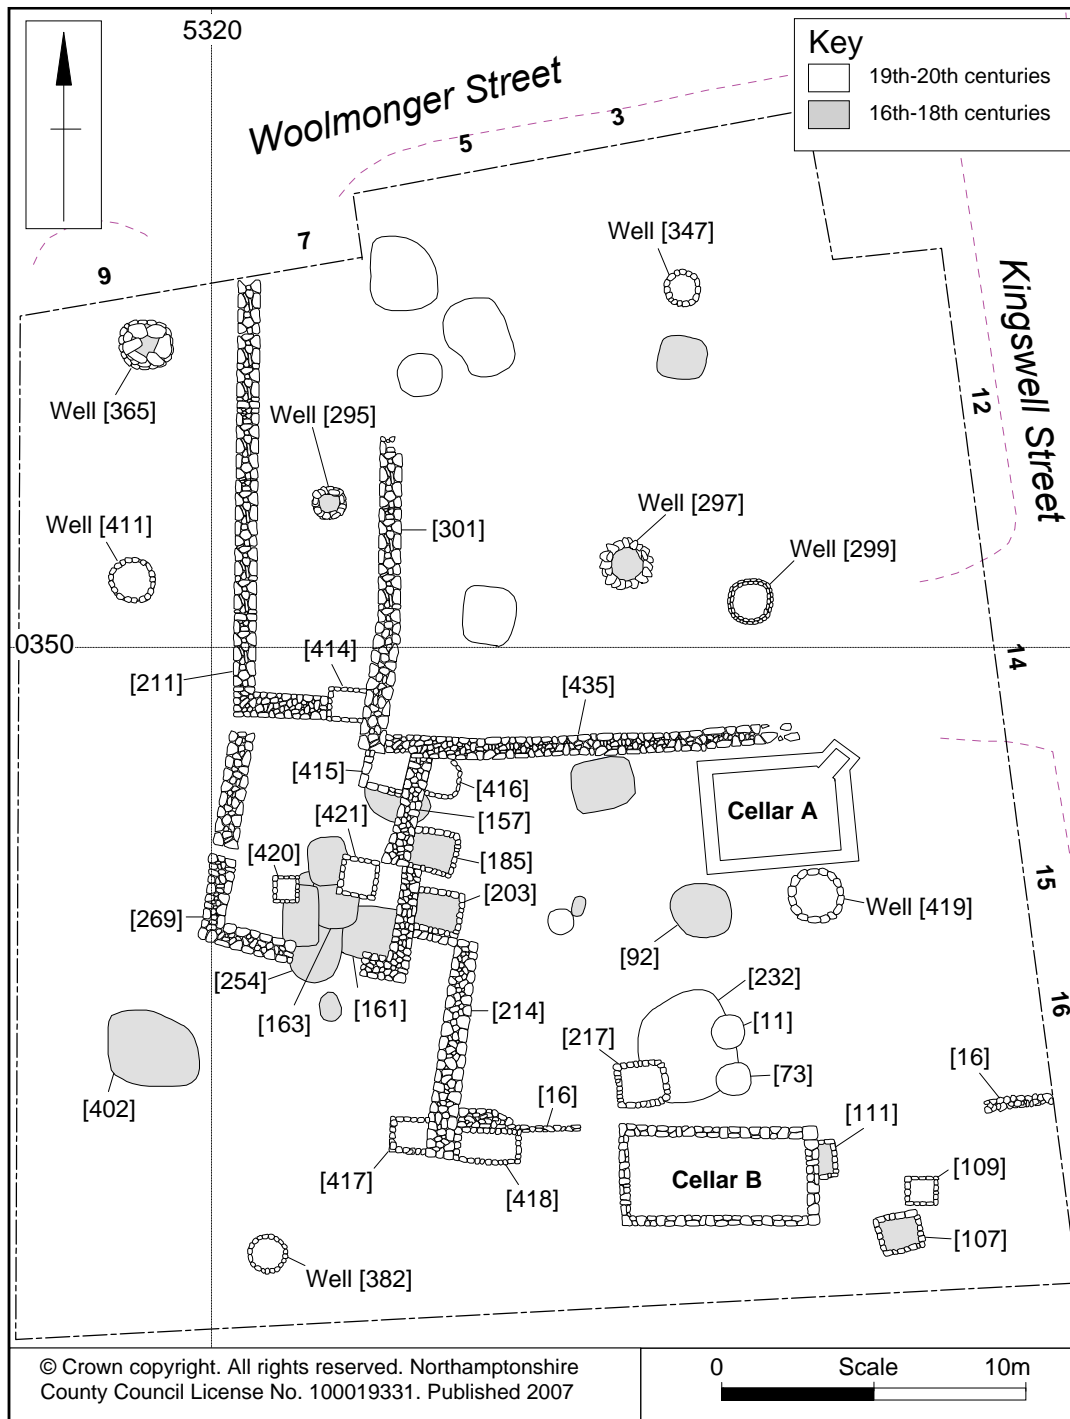 5320
Key
19th-20th centuries
16th-18th centuries
Woolmonger Street
3
5
7
9
Well [347]
Kingswell Street
12
Well [365]
Well [295]
Well [297]
[301]
Well [411]
Well [299]
0350
[414]
14
[211]
[435]
[415]
[416]
Cellar A
[157]
[421]
[420]
[185]
15
[203]
Well [419]
[269]
[92]
[254]
[232]
[163]
[161]
[214]
[11]
16
[217]
[73]
[16]
[402]
[16]
[111]
[417]
[418]
Cellar B
[109]
[107]
Well [382]
© Crown copyright. All rights reserved. Northamptonshire
County Council License No. 100019331. Published 2007
0 Scale 10m